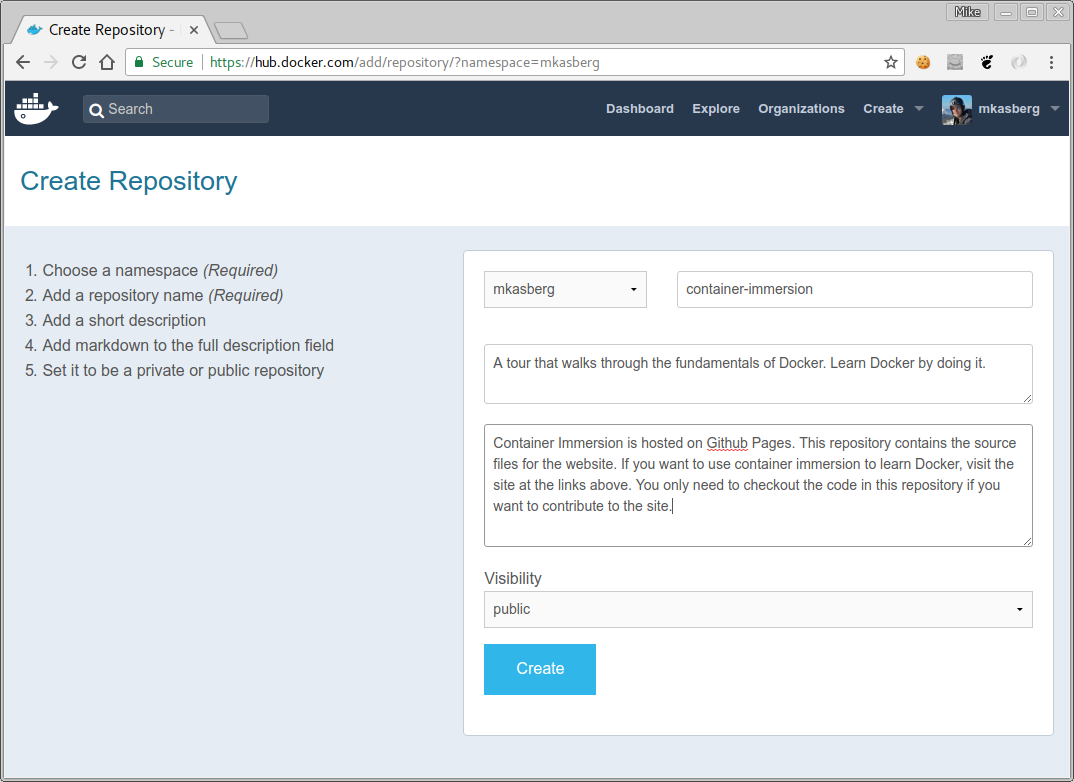 Mike
Create Repository -
Secure
https://hub.docker.com/add/repository/?namespace=mkasberg
Search
Dashboard
Explore
Organizations
Create
mkasberg
Create Repository
1. Choose a namespace (Required)
2. Add a repository name (Required)
3. Add a short description
4. Add markdown to the full description field
5. Set it to be a private or public repository
mkasberg
container-immersion
A tour that walks through the fundamentals of Docker. Learn Docker by doing it.
Container Immersion is hosted on Github Pages. This repository contains the source
files for the website. If you want to use container immersion to learn Docker, visit the
site at the links above. You only need to checkout the code in this repository if you
want to contribute to the site.
Visibility
public
Create